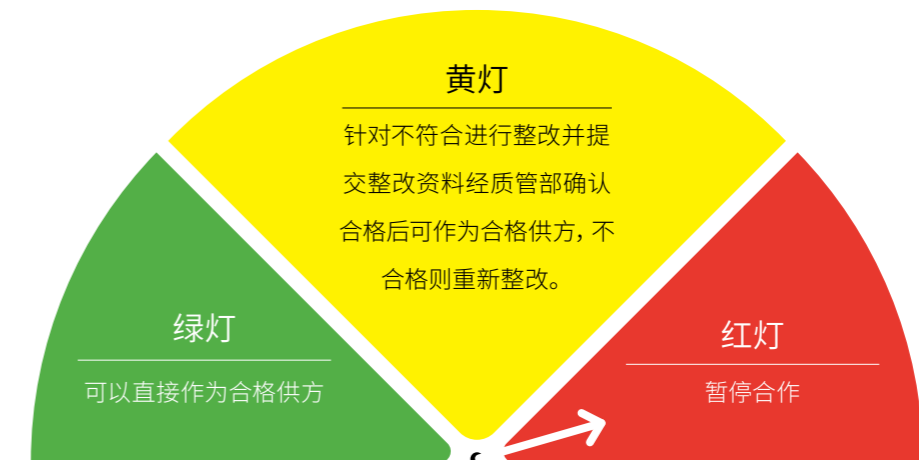 黄灯
针对不符合进行整改并提
交整改资料经质管部确认
合格后可作为合格供方,不
合格则重新整改。
绿灯
可以直接作为合格供方
红灯
暂停合作